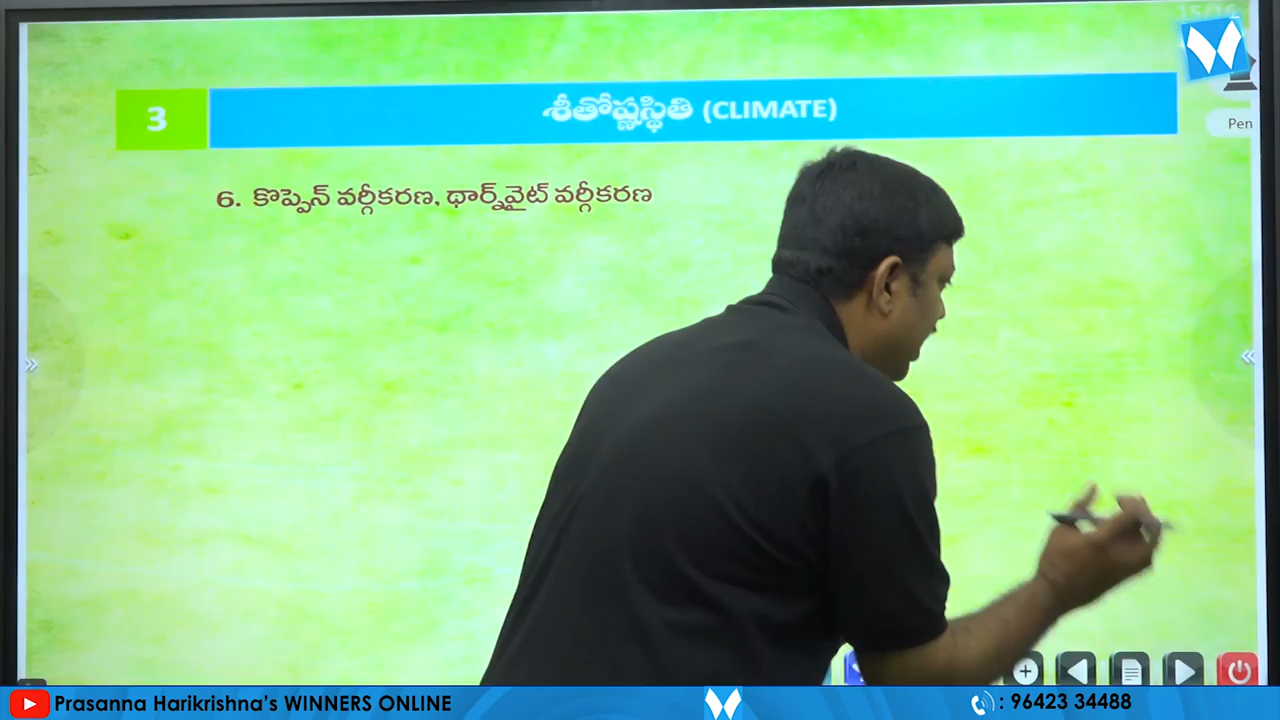 3
శీతోష్ణస్థితి (CLIMATE)
Pen
6. కొప్పెన్ వర్గీకరణ, థార్న్‌వైట్ వర్గీకరణ
Prasanna Harikrishna's WINNERS ONLINE
: 96423 34488